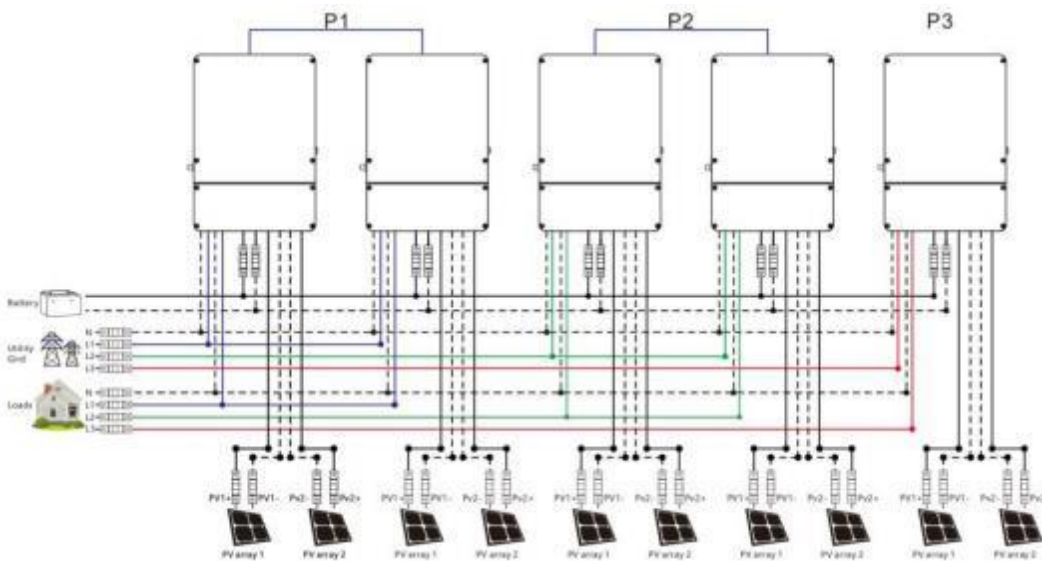 P1
P2
P3
Battery
Utility
Grid
N
L1
L2
L3
Loads
N
L1
L2
L3
PV1+
PV1-
Pv2-
Pv2+
PV1+
PV1-
Pv2-
Pv2+
PV1+
PV1-
Pv2-
Pv2+
PV1+
PV1-
Pv2-
Pv2+
PV1+
PV1-
Pv2-
PV array 1
PV array 2
PV array 1
PV array 2
PV array 1
PV array 2
PV array 1
PV array 2
PV array 1
PV array 2